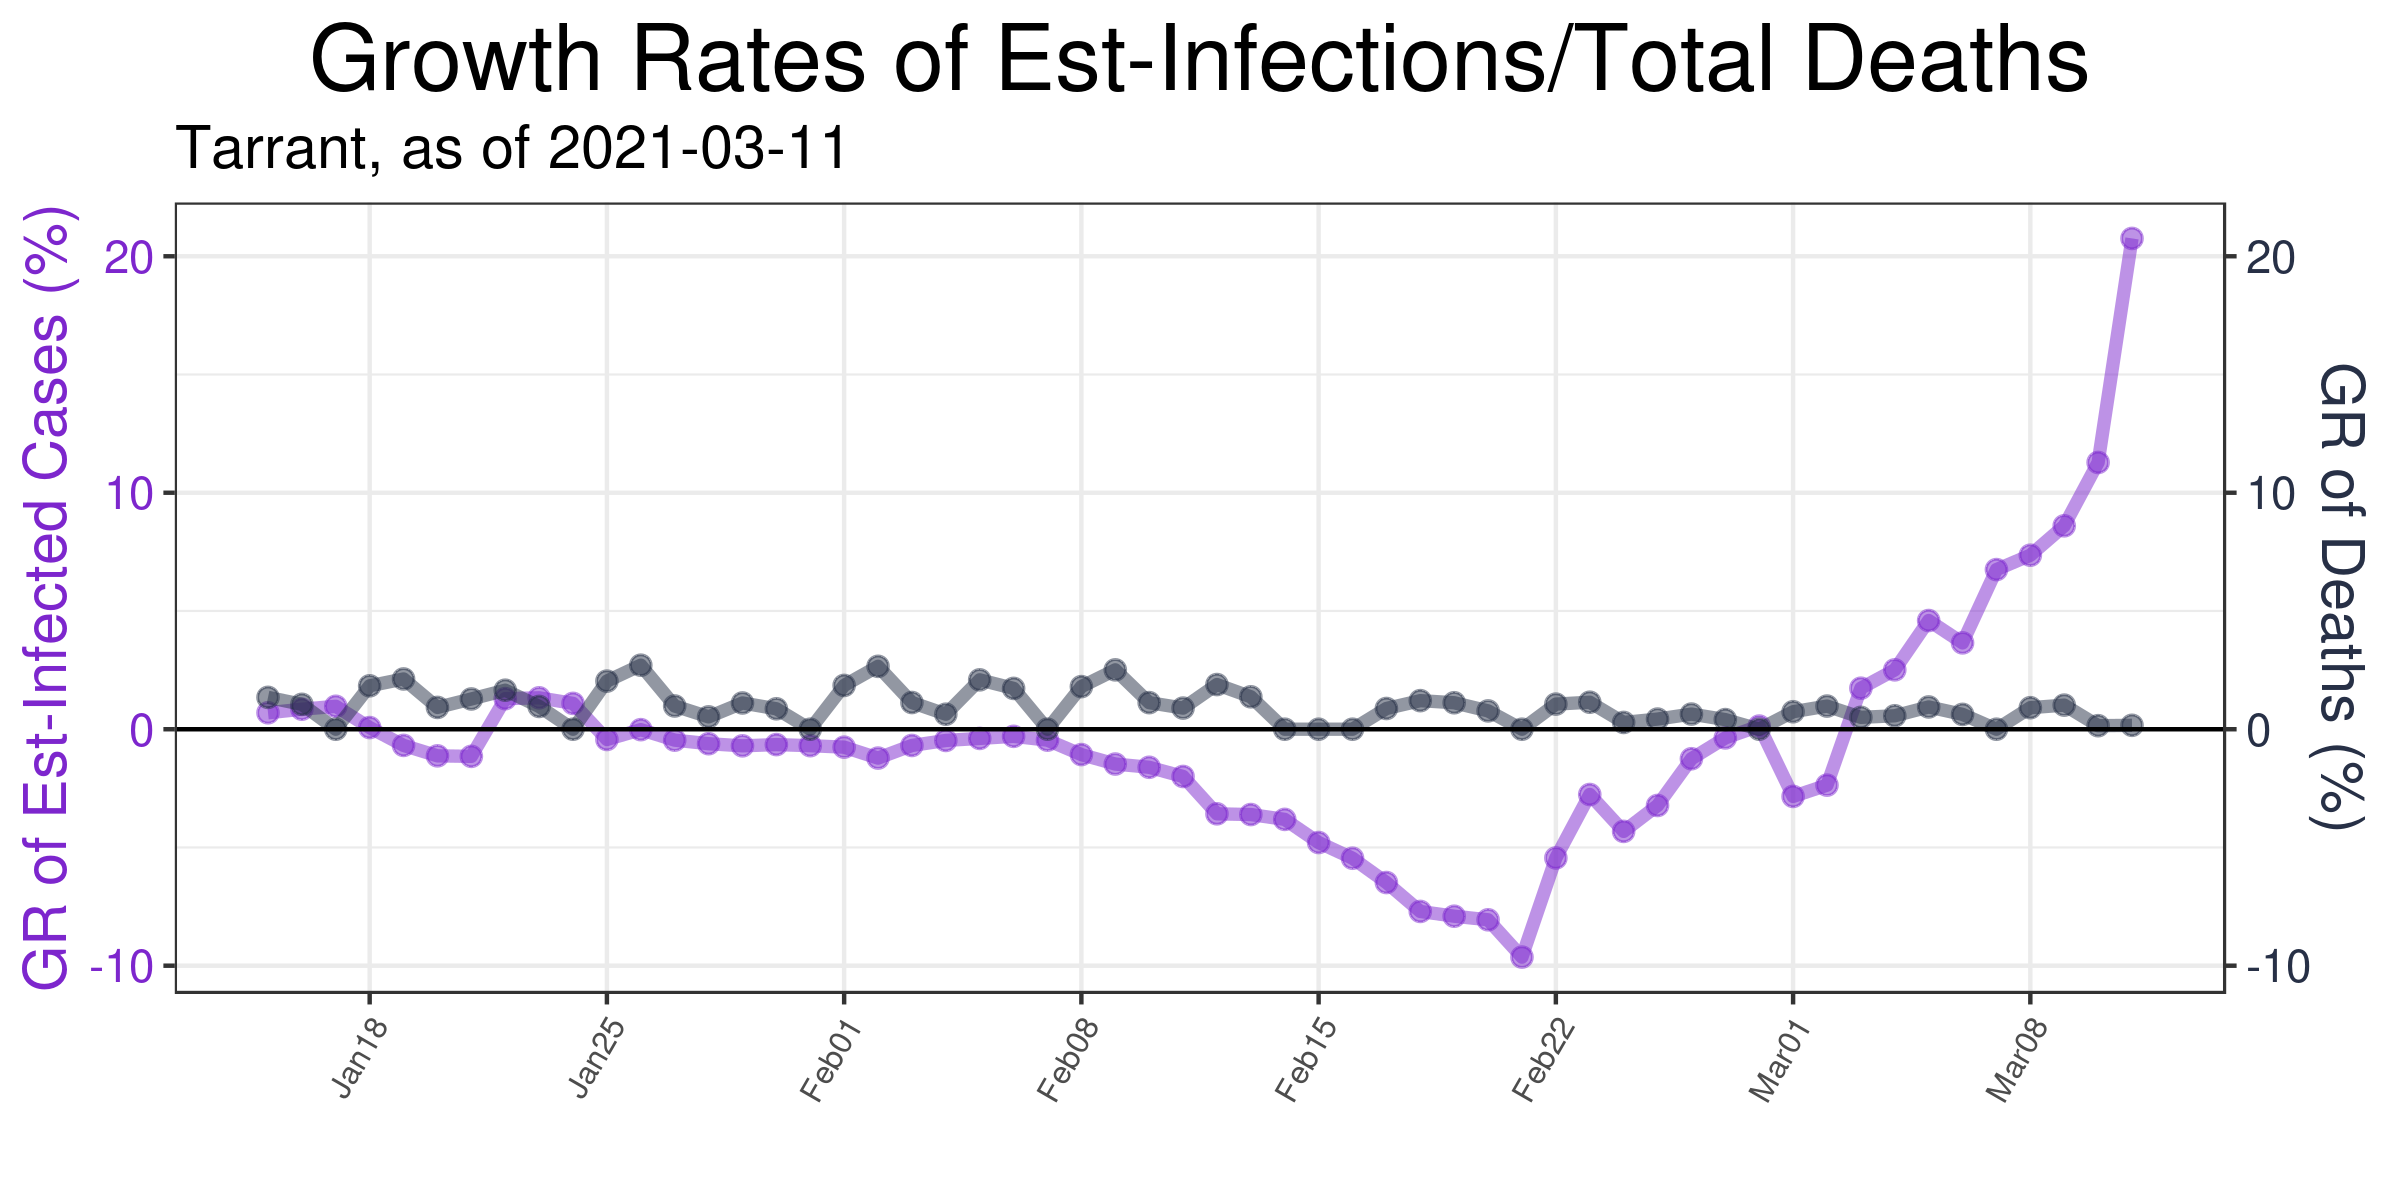 Growth Rates of Est-Infections/Total Deaths
Tarrant, as of 2021-03-11
GR of Est-Infected Cases (%)
20
10
0
-10
20
10
0
-10
GR of Deaths (%)
Jan18
Jan25
Feb01
Feb08
Feb15
Feb22
Mar01
Mar08